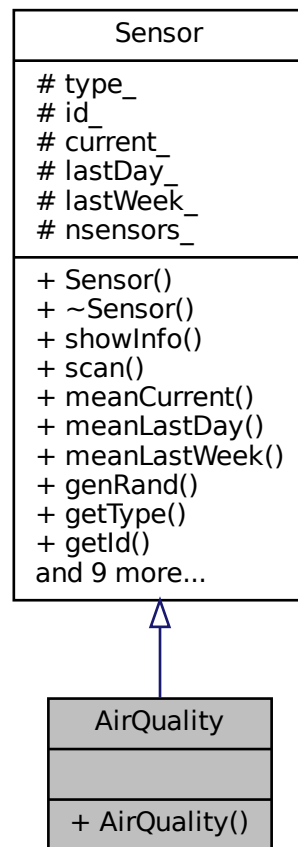 Sensor
# type_
# id_
# current_
# lastDay_
# lastWeek_
# nsensors_
+ Sensor()
+ ~Sensor()
+ showInfo()
+ scan()
+ meanCurrent()
+ meanLastDay()
+ meanLastWeek()
+ genRand()
+ getType()
+ getId()
and 9 more...
AirQuality
+ AirQuality()